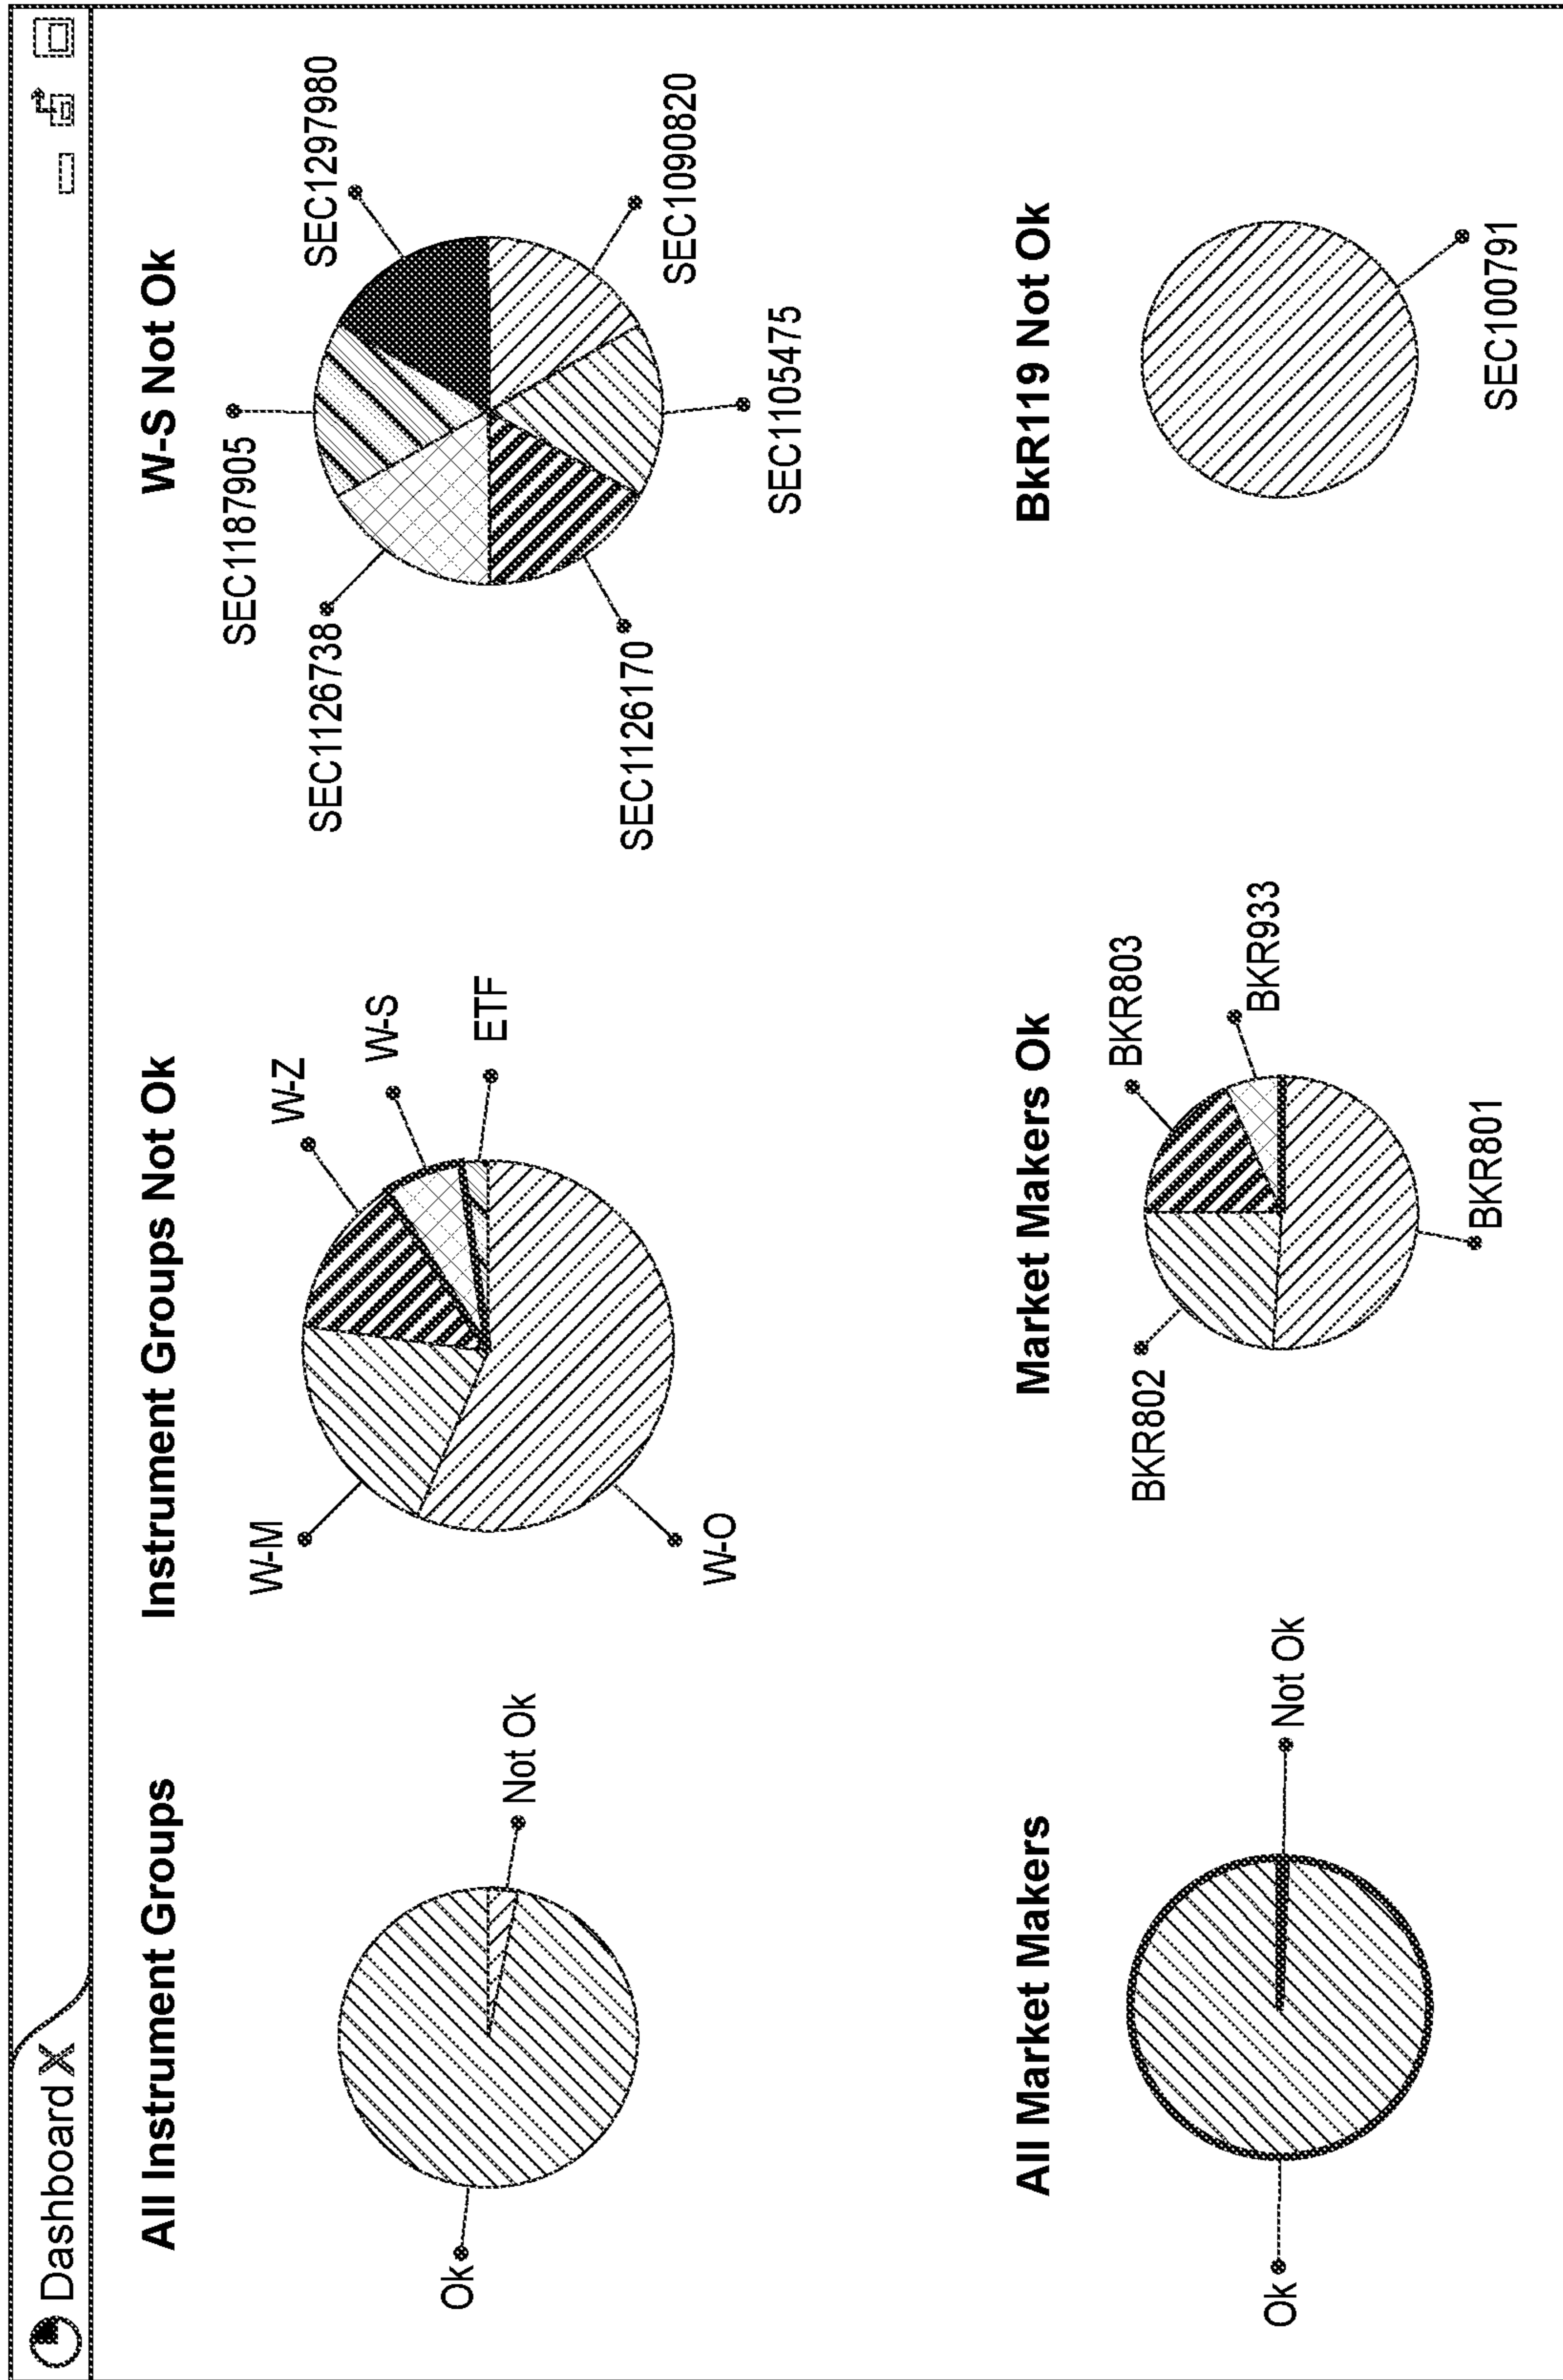 Dashboard X
All Instrument Groups
Ok
Not Ok
Instrument Groups Not Ok
W-M
W-Z
W-S
ETF
W-O
W-S Not Ok
SEC1187905
SEC1297980
SEC1126738
SEC1090820
SEC1126170
SEC1105475
All Market Makers
Ok
Not Ok
Market Makers Ok
BKR802
BKR803
BKR933
BKR801
BkR119 Not Ok
SEC100791